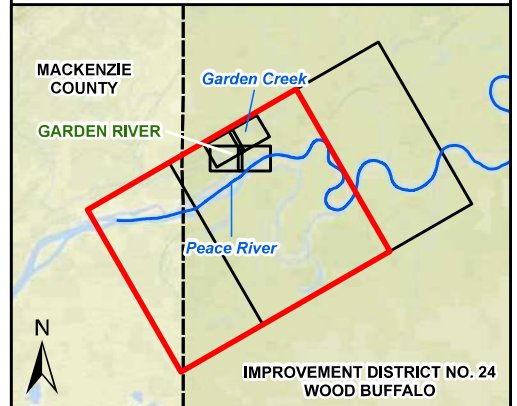 MACKENZIE
COUNTY
Garden Creek
GARDEN RIVER
Peace River
N
IMPROVEMENT DISTRICT NO. 24
WOOD BUFFALO